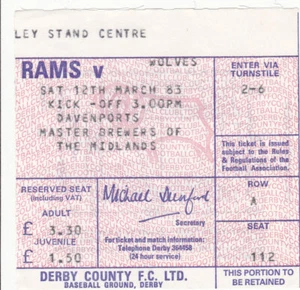 LEY STAND CENTRE
RAMS v WOLVES
SAT 12TH MARCH 83
KICK-OFF 3.00PM
DAVENPORTS
MASTER BREWERS OF
THE MIDLANDS
ENTER VIA
TURNSTILE
2-6
This ticket is issued
subject to the Rules
& Regulations of the
Football Association.
RESERVED SEAT
(including VAT)
ADULT
£ 3.30
JUVENILE
£ 1.50
Secretary
For ticket and match information:
Telephone Derby 364458
(24 hour service)
ROW
A
SEAT
112
DERBY COUNTY F.C. LTD.
BASEBALL GROUND, DERBY
THIS PORTION TO
BE RETAINED